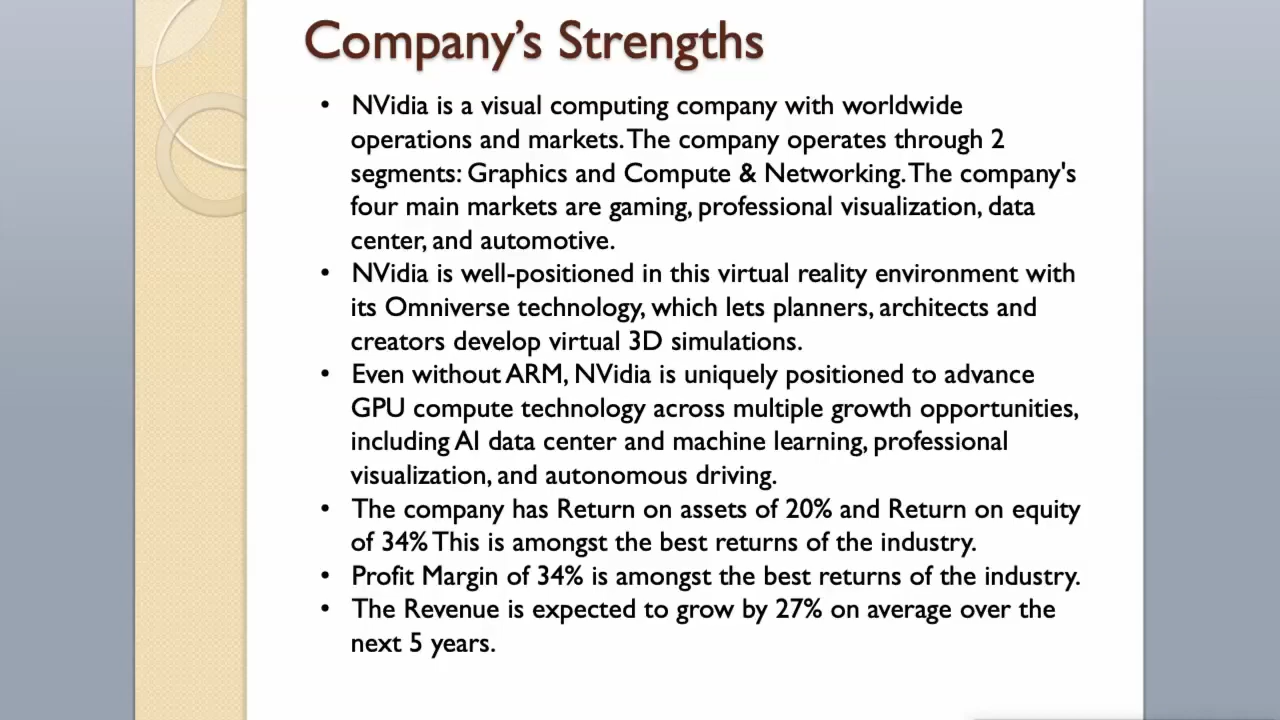 Company’s Strengths
• NVidia is a visual computing company with worldwide
operations and markets. The company operates through 2
segments: Graphics and Compute & Networking. The company's
four main markets are gaming, professional visualization, data
center, and automotive.
• NVidia is well-positioned in this virtual reality environment with
its Omniverse technology, which lets planners, architects and
creators develop virtual 3D simulations.
• Even without ARM, NVidia is uniquely positioned to advance
GPU compute technology across multiple growth opportunities,
including AI data center and machine learning, professional
visualization, and autonomous driving.
• The company has Return on assets of 20% and Return on equity
of 34% This is amongst the best returns of the industry.
• Profit Margin of 34% is amongst the best returns of the industry.
• The Revenue is expected to grow by 27% on average over the
next 5 years.